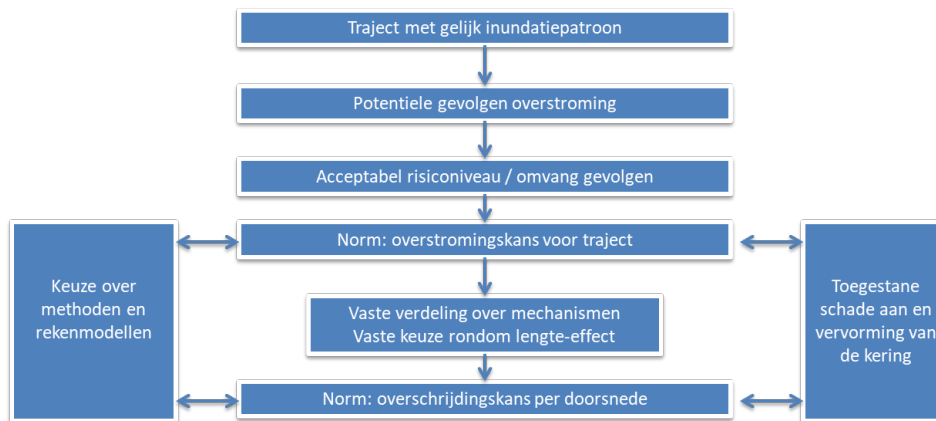 Traject met gelijk inundatiepatroon
Potentiele gevolgen overstroming
Acceptabel risiconiveau / omvang gevolgen
Norm: overstromingskans voor traject
Keuze over
methoden en
rekenmodellen
Vaste verdeling over mechanismen
Vaste keuze rondom lengte-effect
Toegestane
schade aan en
vervorming van
de kering
Norm: overschrijdingskans per doorsnede